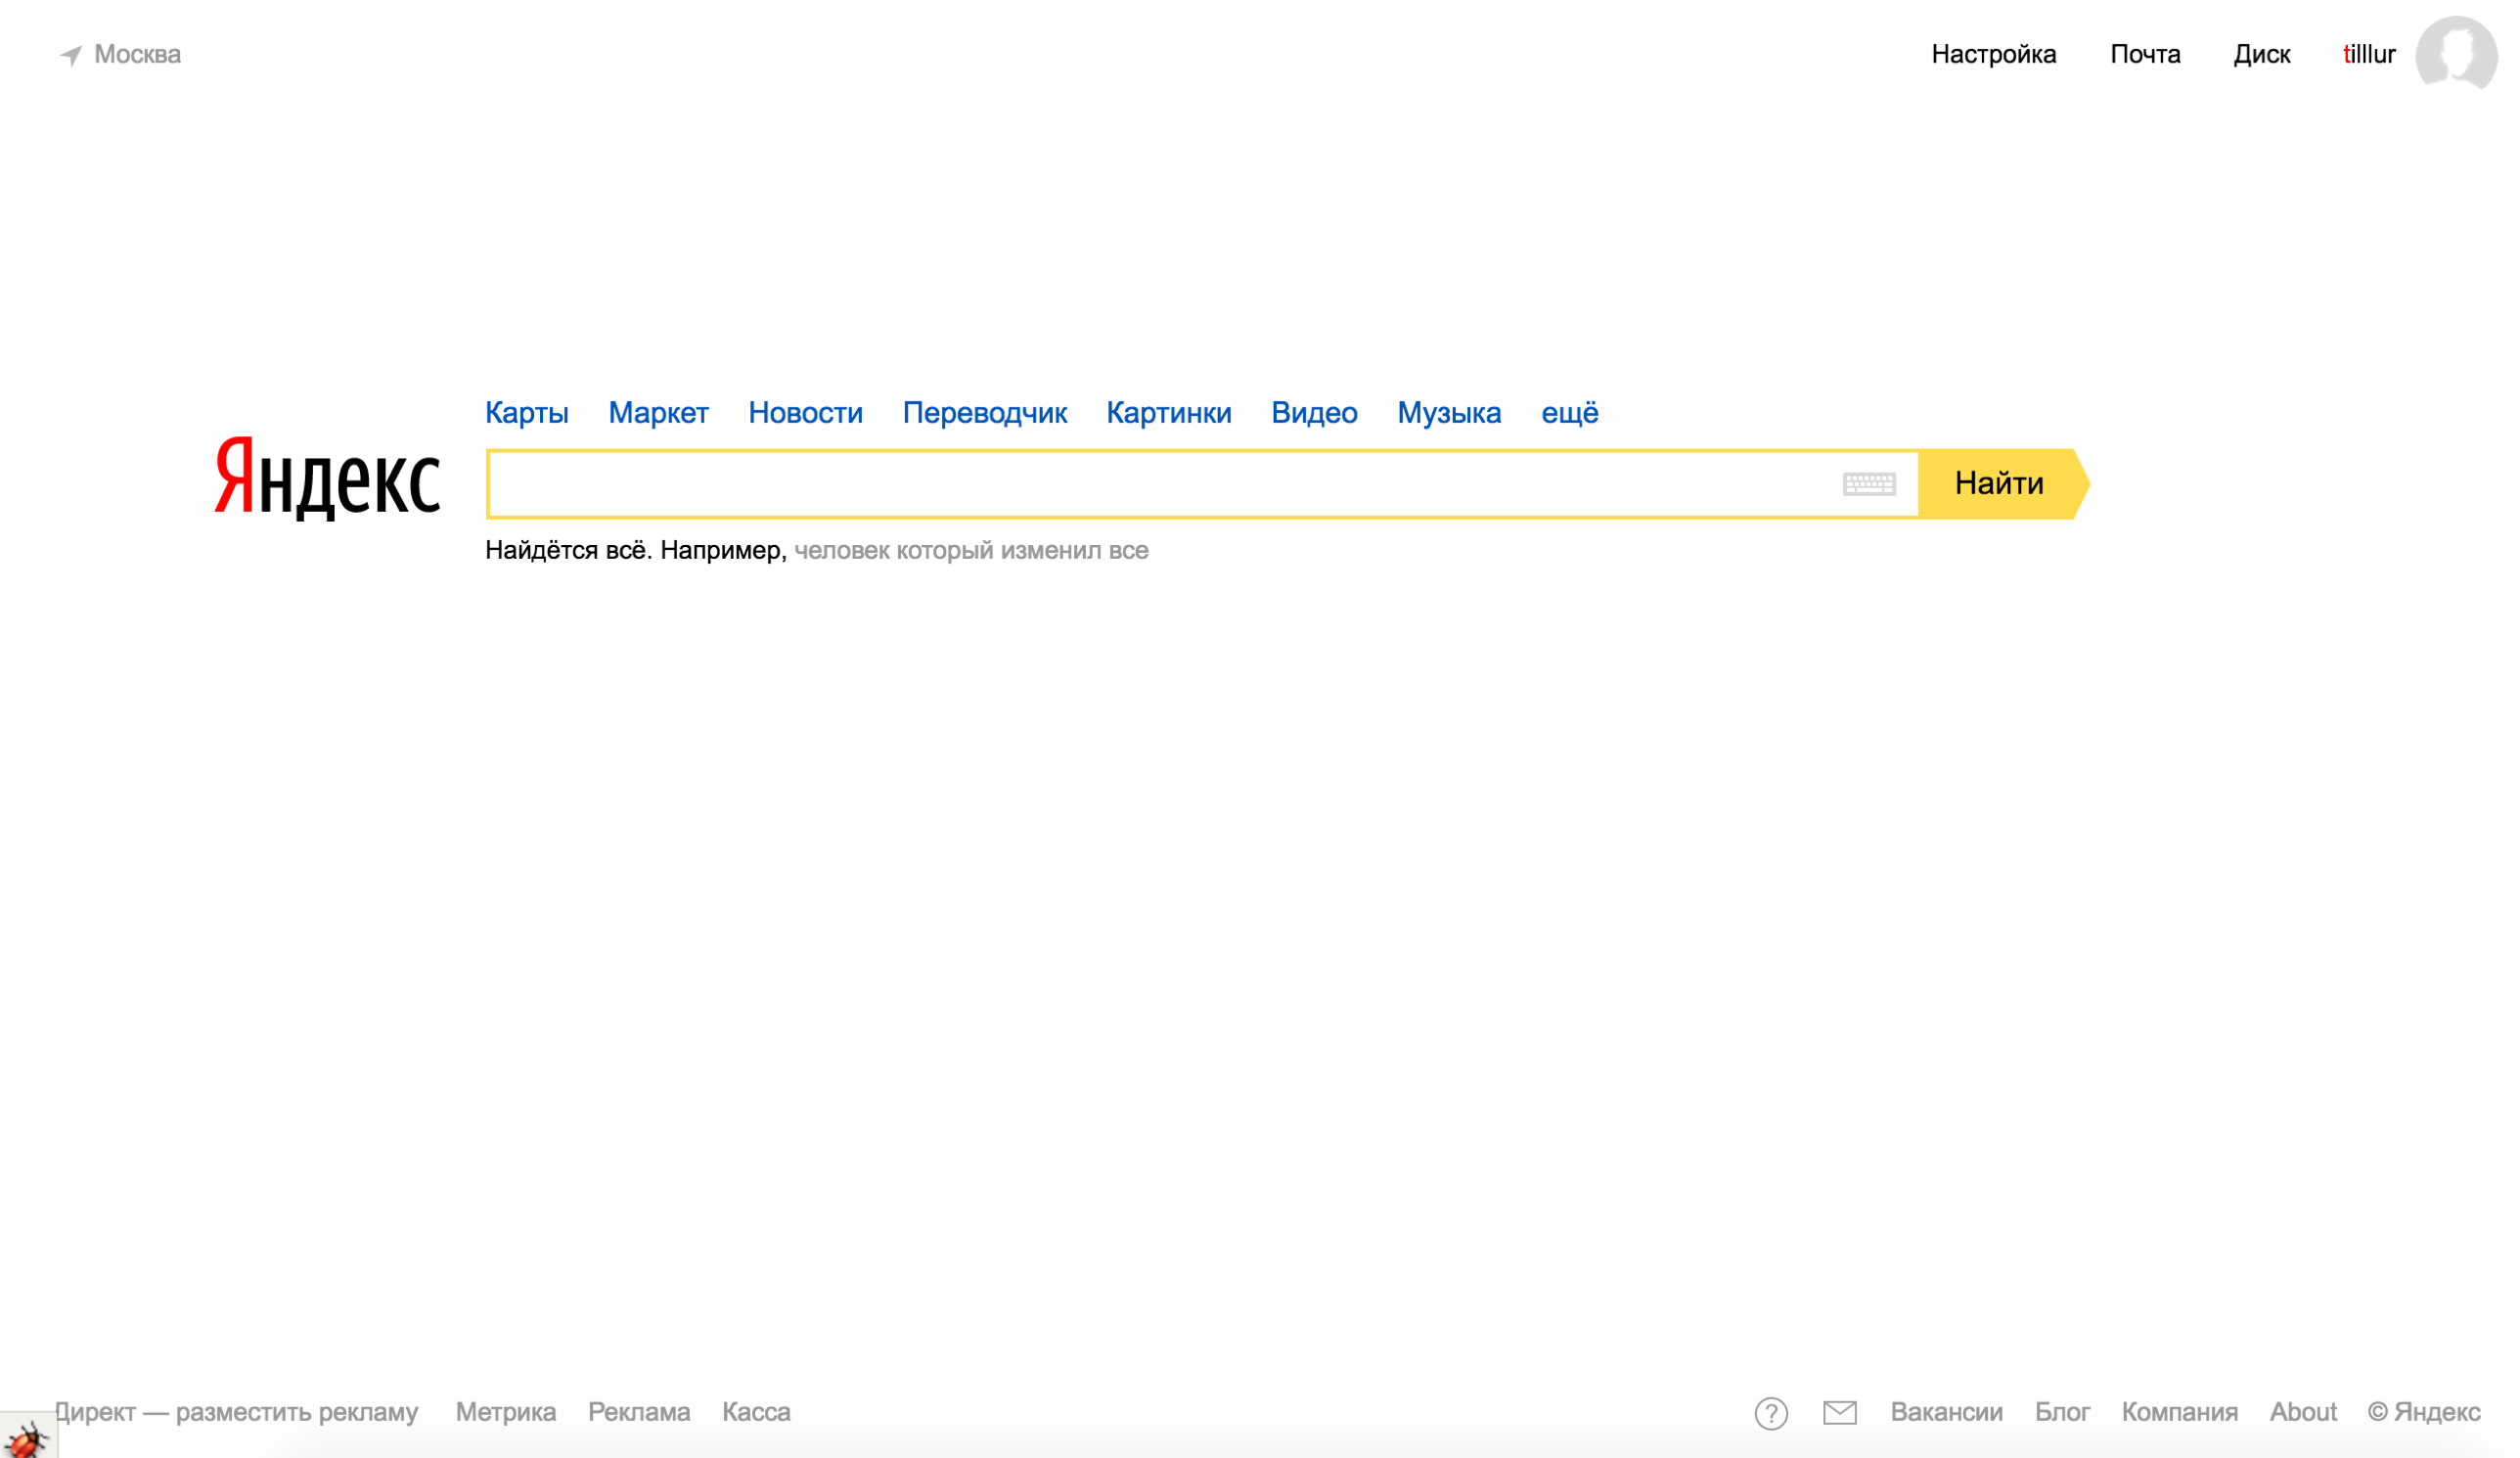 Москва
Настройка Почта Диск tilllur
Карты Маркет Новости Переводчик Картинки Видео Музыка ещё
Яндекс
Найти
Найдётся всё. Например, человек который изменил все
Директ — разместить рекламу Метрика Реклама Касса
? Вакансии Блог Компания About © Яндекс